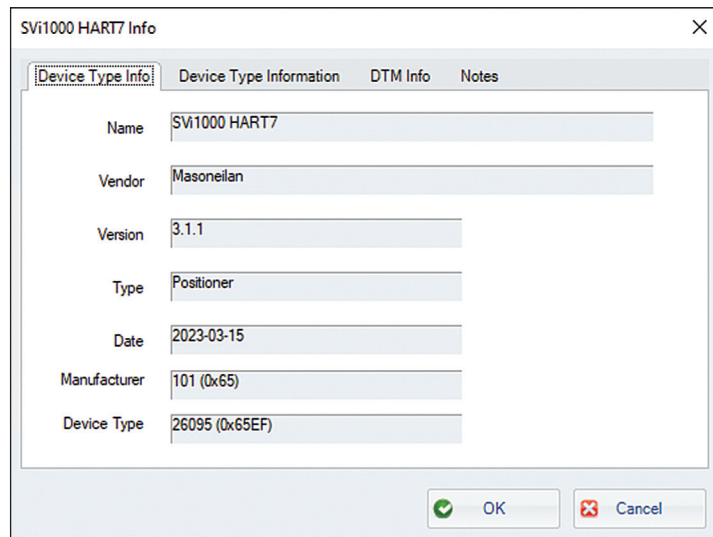 SVi1000 HART7 Info
Device Type Info Device Type Information DTM Info Notes
Name SVi1000 HART7
Vendor Masoneilan
Version 3.1.1
Type Positioner
Date 2023-03-15
Manufacturer 101 (0x65)
Device Type 26095 (0x65EF)
OK Cancel